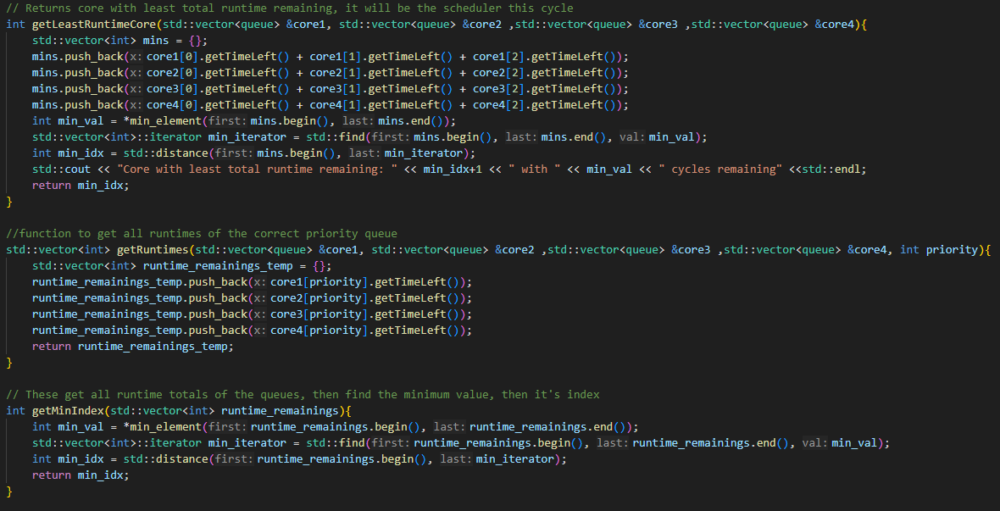 // Returns core with least total runtime remaining, it will be the scheduler this cycle
int getLeastRuntimeCore(std::vector<queue> &core1, std::vector<queue> &core2 ,std::vector<queue> &core3 ,std::vector<queue> &core4){
    std::vector<int> mins = {};
    mins.push_back(x: core1[0].getTimeLeft() + core1[1].getTimeLeft() + core1[2].getTimeLeft());
    mins.push_back(x: core2[0].getTimeLeft() + core2[1].getTimeLeft() + core2[2].getTimeLeft());
    mins.push_back(x: core3[0].getTimeLeft() + core3[1].getTimeLeft() + core3[2].getTimeLeft());
    mins.push_back(x: core4[0].getTimeLeft() + core4[1].getTimeLeft() + core4[2].getTimeLeft());
    int min_val = *min_element(first: mins.begin(), last: mins.end());
    std::vector<int>::iterator min_iterator = std::find(first: mins.begin(), last: mins.end(), val: min_val);
    int min_idx = std::distance(first: mins.begin(), last: min_iterator);
    std::cout << "Core with least total runtime remaining: " << min_idx+1 << " with " << min_val << " cycles remaining" <<std::endl;
    return min_idx;
}

//function to get all runtimes of the correct priority queue
std::vector<int> getRuntimes(std::vector<queue> &core1, std::vector<queue> &core2 ,std::vector<queue> &core3 ,std::vector<queue> &core4, int priority){
    std::vector<int> runtime_remainings_temp = {};
    runtime_remainings_temp.push_back(x: core1[priority].getTimeLeft());
    runtime_remainings_temp.push_back(x: core2[priority].getTimeLeft());
    runtime_remainings_temp.push_back(x: core3[priority].getTimeLeft());
    runtime_remainings_temp.push_back(x: core4[priority].getTimeLeft());
    return runtime_remainings_temp;
}

// These get all runtime totals of the queues, then find the minimum value, then it's index
int getMinIndex(std::vector<int> runtime_remainings){
    int min_val = *min_element(first: runtime_remainings.begin(), last: runtime_remainings.end());
    std::vector<int>::iterator min_iterator = std::find(first: runtime_remainings.begin(), last: runtime_remainings.end(), val: min_val);
    int min_idx = std::distance(first: runtime_remainings.begin(), last: min_iterator);
    return min_idx;
}